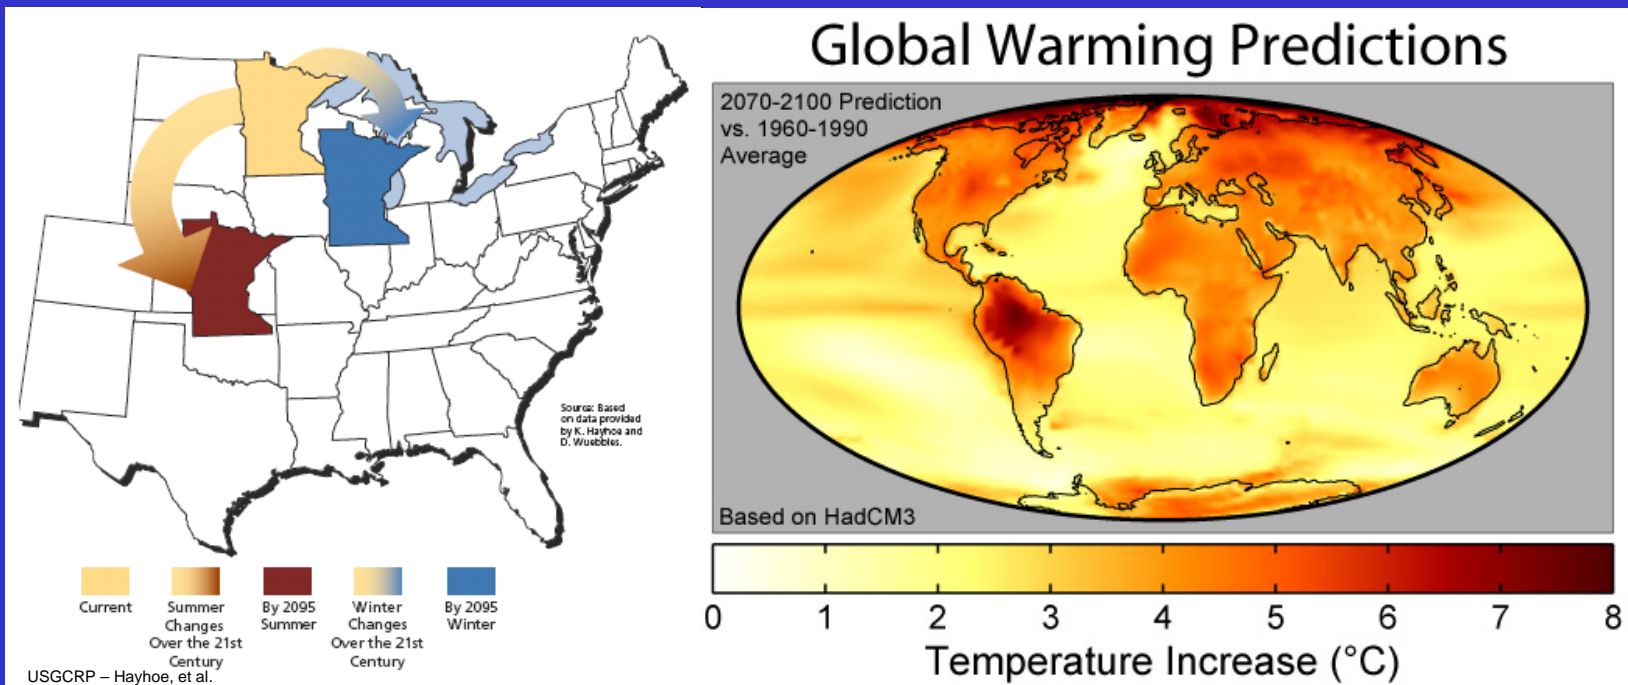 Source: Based
on data provided
by K. Hayhoe and
D. Wuebbles.
Current
Summer
Changes
Over the 21st
Century
By 2095
Summer
Winter
Changes
Over the 21st
Century
By 2095
Winter
USGCRP – Hayhoe, et al.
Global Warming Predictions
2070-2100 Prediction
vs. 1960-1990
Average
Based on HadCM3
0 1 2 3 4 5 6 7 8
Temperature Increase (°C)